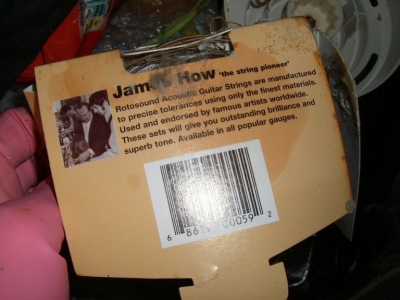 James How 'the string pioneer'
Rotosound Acoustic Guitar Strings are manufactured
to precise tolerances using only the finest materials.
Used and endorsed by famous artists worldwide.
These sets will give you outstanding brilliance and
superb tone. Available in all popular gauges.
6 2